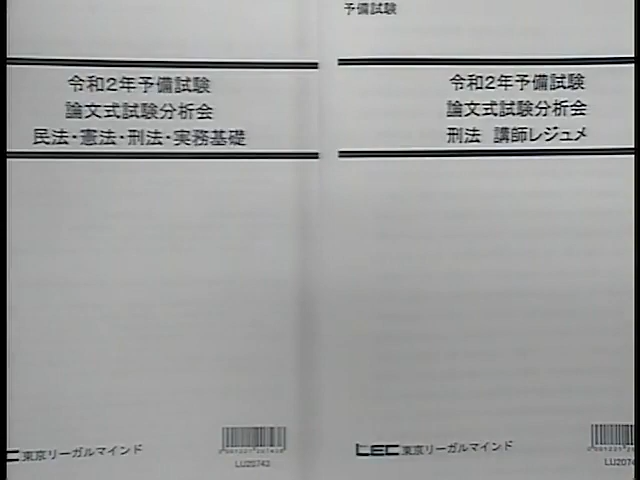 令和2年予備試験
論文式試験分析会
民法・憲法・刑法・実務基礎
東京リーガルマインド
LU20743
予備試験
令和2年予備試験
論文式試験分析会
刑法 講師レジュメ
LEC東京リーガルマインド